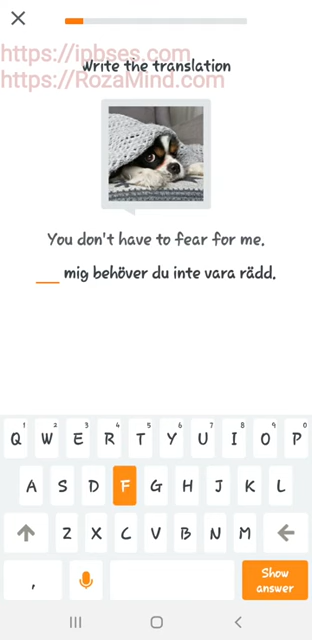 https://ipbses.com
Write the translation
https://RozaMind.com
You don't have to fear for me.
___ mig behöver du inte vara rädd.
1 2 3 4 5 6 7 8 9 0
Q W E R T Y U I O P
A S D F G H J K L
Z X C V B N M
,
Show
answer